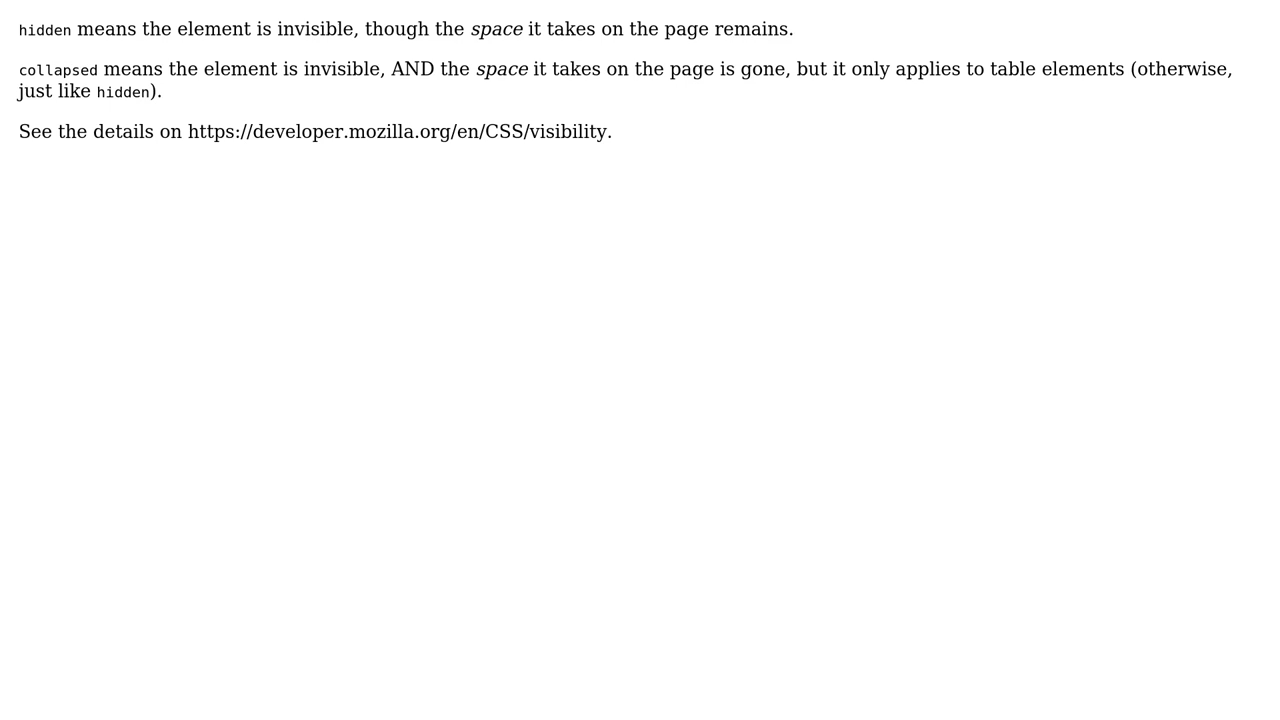 hidden means the element is invisible, though the space it takes on the page remains.
collapsed means the element is invisible, AND the space it takes on the page is gone, but it only applies to table elements (otherwise,
just like hidden).
See the details on https://developer.mozilla.org/en/CSS/visibility.